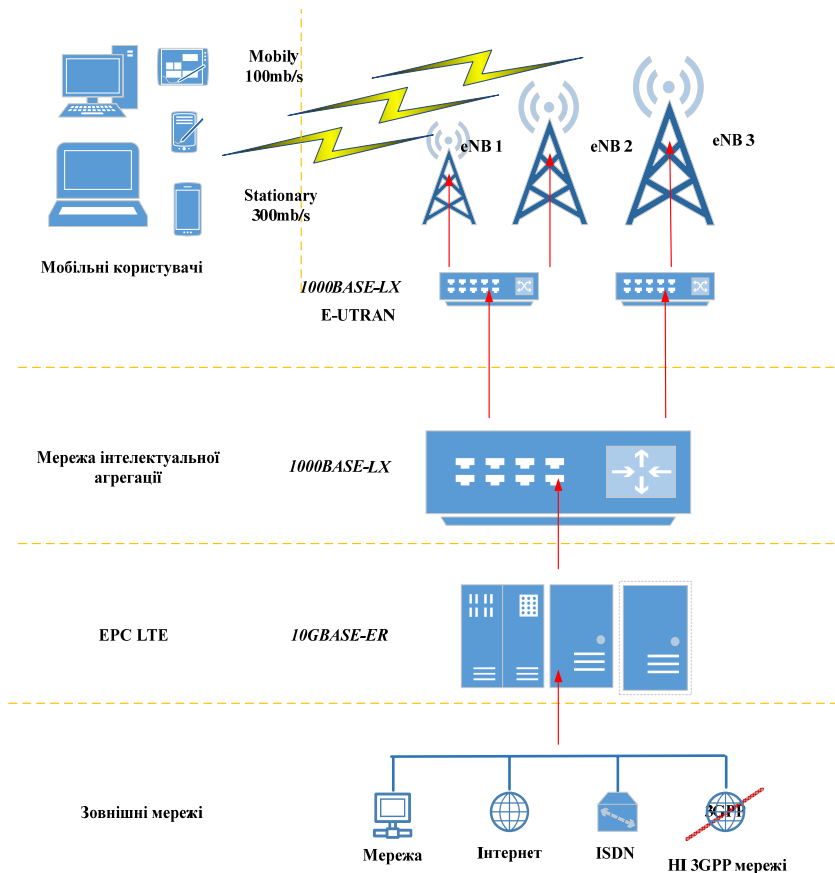 Mobily
100mb/s
eNB 1
eNB 2
eNB 3
Stationary
300mb/s
Мобільні користувачі
1000BASE-LX
E-UTRAN
Мережа інтелектуальної
агрегації
1000BASE-LX
EPC LTE
10GBASE-ER
Зовнішні мережі
3GPP
Мережа
Інтернет
ISDN
НІ 3GPP мережі